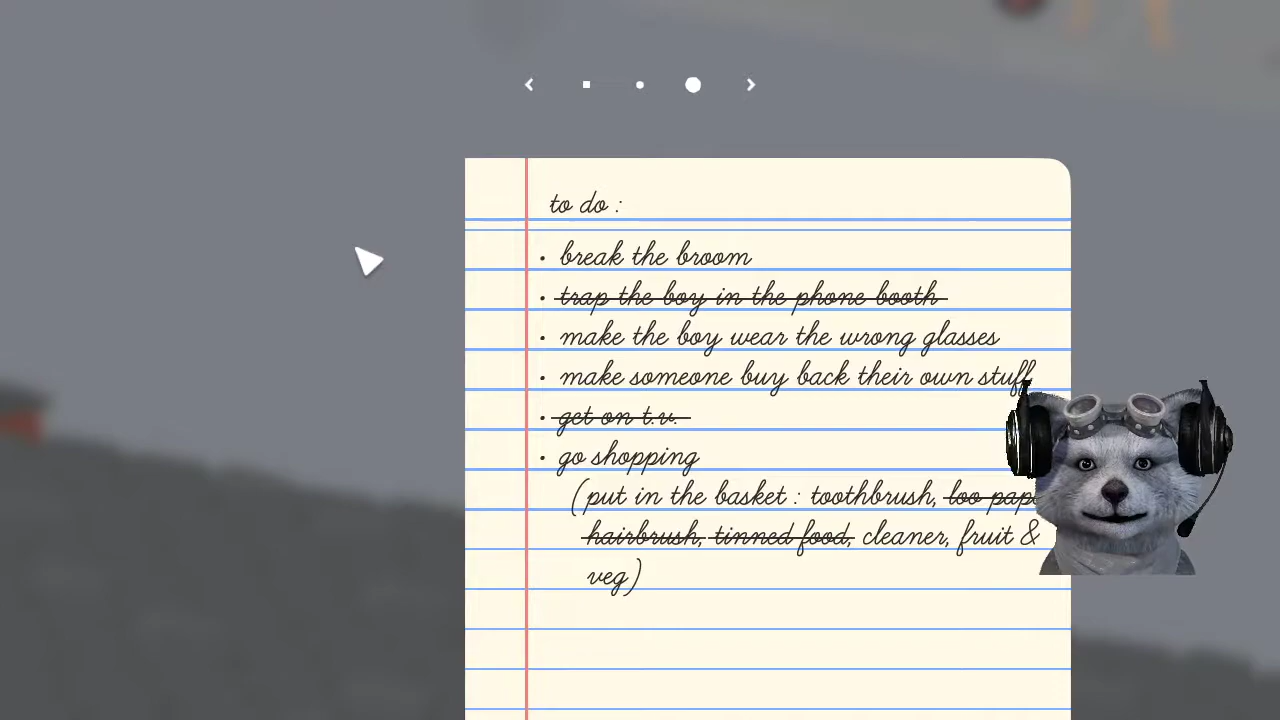 to do :
• break the broom
• trap the boy in the phone booth
• make the boy wear the wrong glasses
• make someone buy back their own stuff
• get on t.v.
• go shopping
(put in the basket : toothbrush, loo
hairbrush, tinned food, cleaner, fruit &
veg)